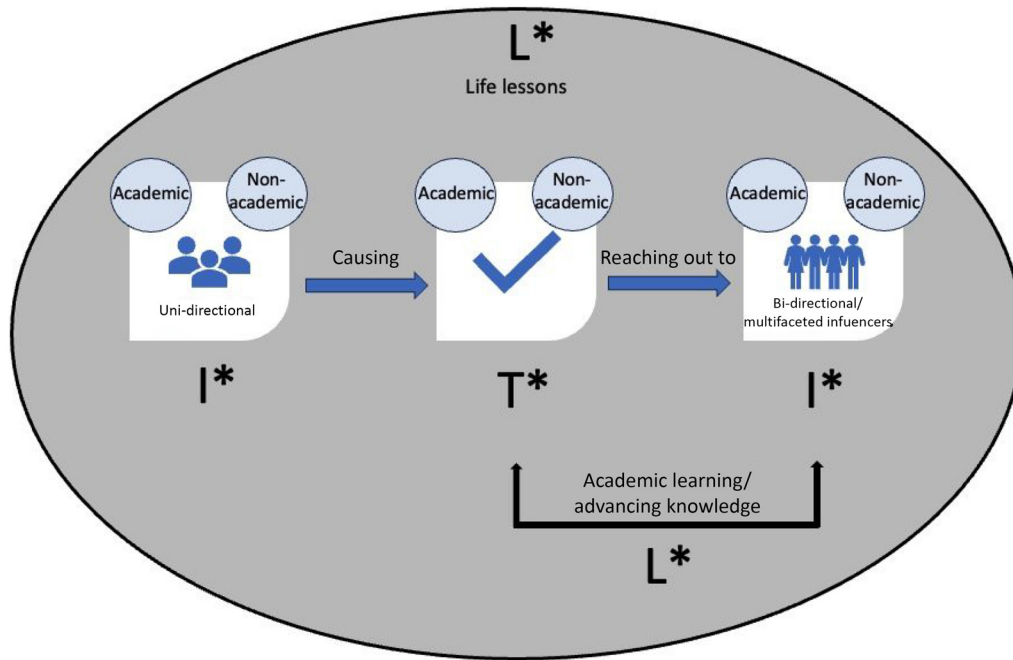 L*
Life lessons
Academic
Non-
academic
Academic
Non-
academic
Academic
Non-
academic
Causing
Reaching out to
Uni-directional
Bi-directional/
multifaceted infuencers
I*
T*
I*
Academic learning/
advancing knowledge
L*